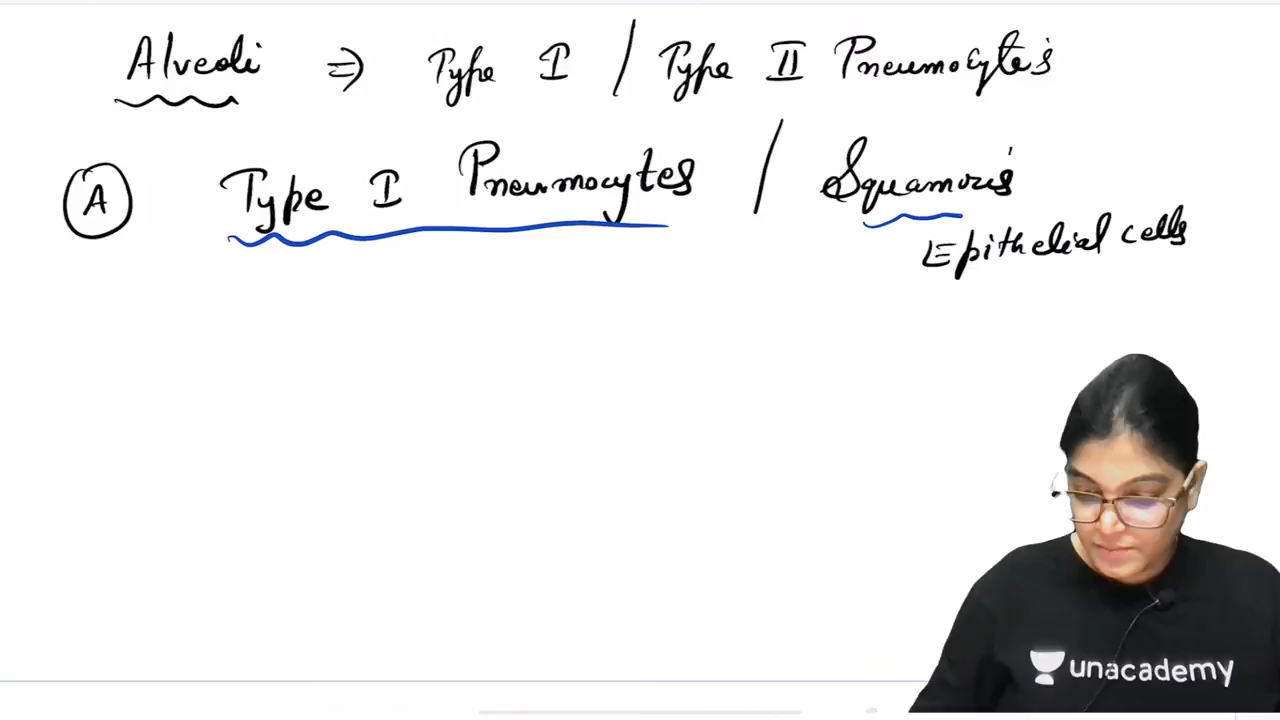 Alveoli ⇒ Type I / Type II Pneumocytes
A Type I Pneumocytes / Squamous
Epithelial cells
unacademy